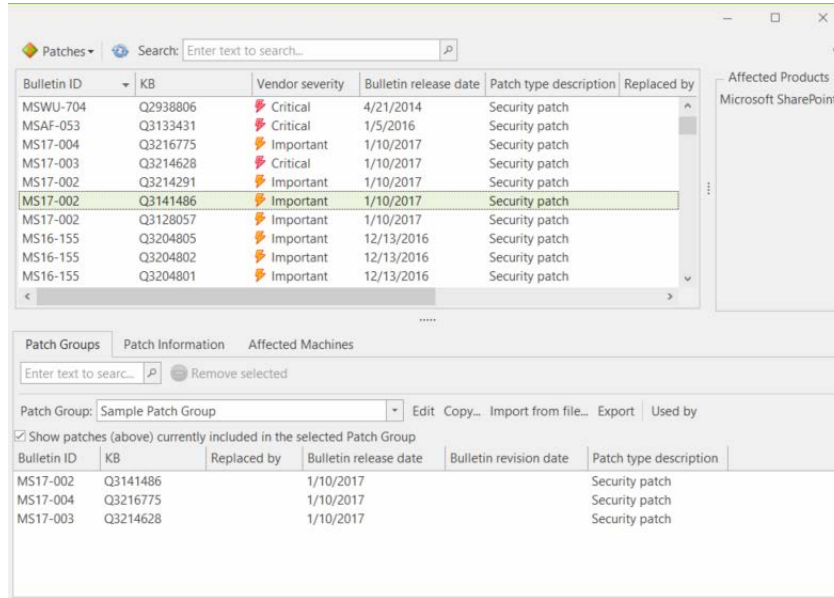 Patches Search: Enter text to search...
Bulletin ID KB Vendor severity Bulletin release date Patch type description Replaced by
MSWU-704 Q2938806 Critical 4/21/2014 Security patch
MSAF-053 Q3133431 Critical 1/5/2016 Security patch
MS17-004 Q3216775 Important 1/10/2017 Security patch
MS17-003 Q3214628 Critical 1/10/2017 Security patch
MS17-002 Q3214291 Important 1/10/2017 Security patch
MS17-002 Q3141486 Important 1/10/2017 Security patch
MS17-002 Q3128057 Important 1/10/2017 Security patch
MS16-155 Q3204805 Important 12/13/2016 Security patch
MS16-155 Q3204802 Important 12/13/2016 Security patch
MS16-155 Q3204801 Important 12/13/2016 Security patch
Affected Products
Microsoft SharePoint
Patch Groups Patch Information Affected Machines
Enter text to searc... Remove selected
Patch Group: Sample Patch Group Edit Copy... Import from file... Export Used by
Show patches (above) currently included in the selected Patch Group
Bulletin ID KB Replaced by Bulletin release date Bulletin revision date Patch type description
MS17-002 Q3141486 1/10/2017 Security patch
MS17-004 Q3216775 1/10/2017 Security patch
MS17-003 Q3214628 1/10/2017 Security patch